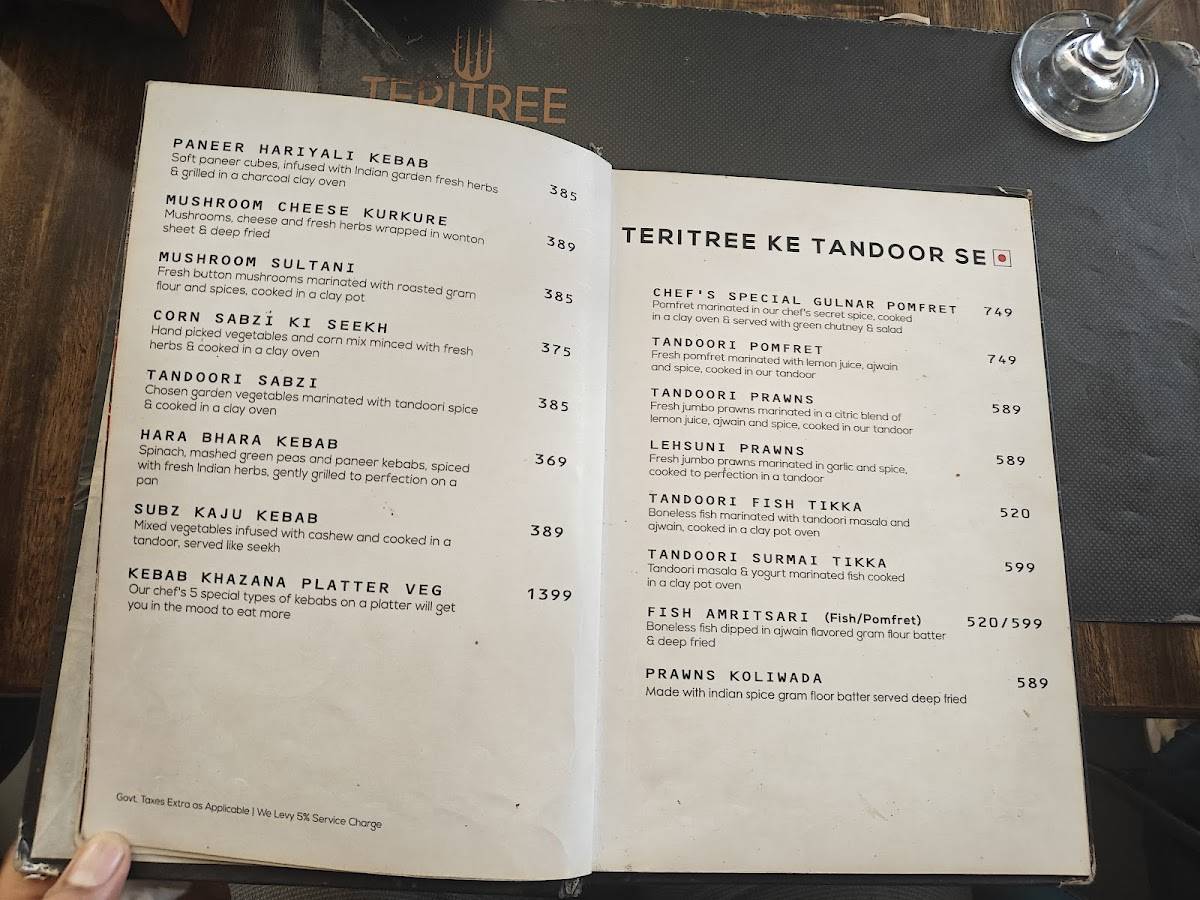 TERITREE
PANEER HARIYALI KEBAB
Soft paneer cubes, infused with Indian garden fresh herbs
& grilled in a charcoal clay oven
385
MUSHROOM CHEESE KURKURE
Mushrooms, cheese and fresh herbs wrapped in wonton
sheet & deep fried
389
MUSHROOM SULTANI
Fresh button mushrooms marinated with roasted gram
flour and spices, cooked in a clay pot
385
CORN SABZI KI SEEKH
Hand picked vegetables and corn mix minced with fresh
herbs & cooked in a clay oven
375
TANDOORI SABZI
Chosen garden vegetables marinated with tandoori spice
& cooked in a clay oven
385
HARA BHARA KEBAB
Spinach, mashed green peas and paneer kebabs, spiced
with fresh Indian herbs, gently grilled to perfection on a
pan
369
SUBZ KAJU KEBAB
Mixed vegetables infused with cashew and cooked in a
tandoor, served like seekh
389
KEBAB KHAZANA PLATTER VEG
Our chef's 5 special types of kebabs on a platter will get
you in the mood to eat more
1399
Govt. Taxes Extra as Applicable | We Levy 5% Service Charge
TERITREE KE TANDOOR SE
CHEF'S SPECIAL GULNAR POMFRET 749
Pomfret marinated in our chef's secret spice, cooked
in a clay oven & served with green chutney & salad
TANDOORI POMFRET 749
Fresh pomfret marinated with lemon juice, ajwain
and spice, cooked in our tandoor
TANDOORI PRAWNS 589
Fresh jumbo prawns marinated in a citric blend of
lemon juice, ajwain and spice, cooked in our tandoor
LEHSUNI PRAWNS 589
Fresh jumbo prawns marinated in garlic and spice,
cooked to perfection in a tandoor
TANDOORI FISH TIKKA 520
Boneless fish marinated with tandoori masala and
ajwain, cooked in a clay pot oven
TANDOORI SURMAI TIKKA 599
Tandoori masala & yogurt marinated fish cooked
in a clay pot oven
FISH AMRITSARI (Fish/Pomfret) 520/599
Boneless fish dipped in ajwain flavored gram flour batter
& deep fried
PRAWNS KOLIWADA 589
Made with indian spice gram floor batter served deep fried